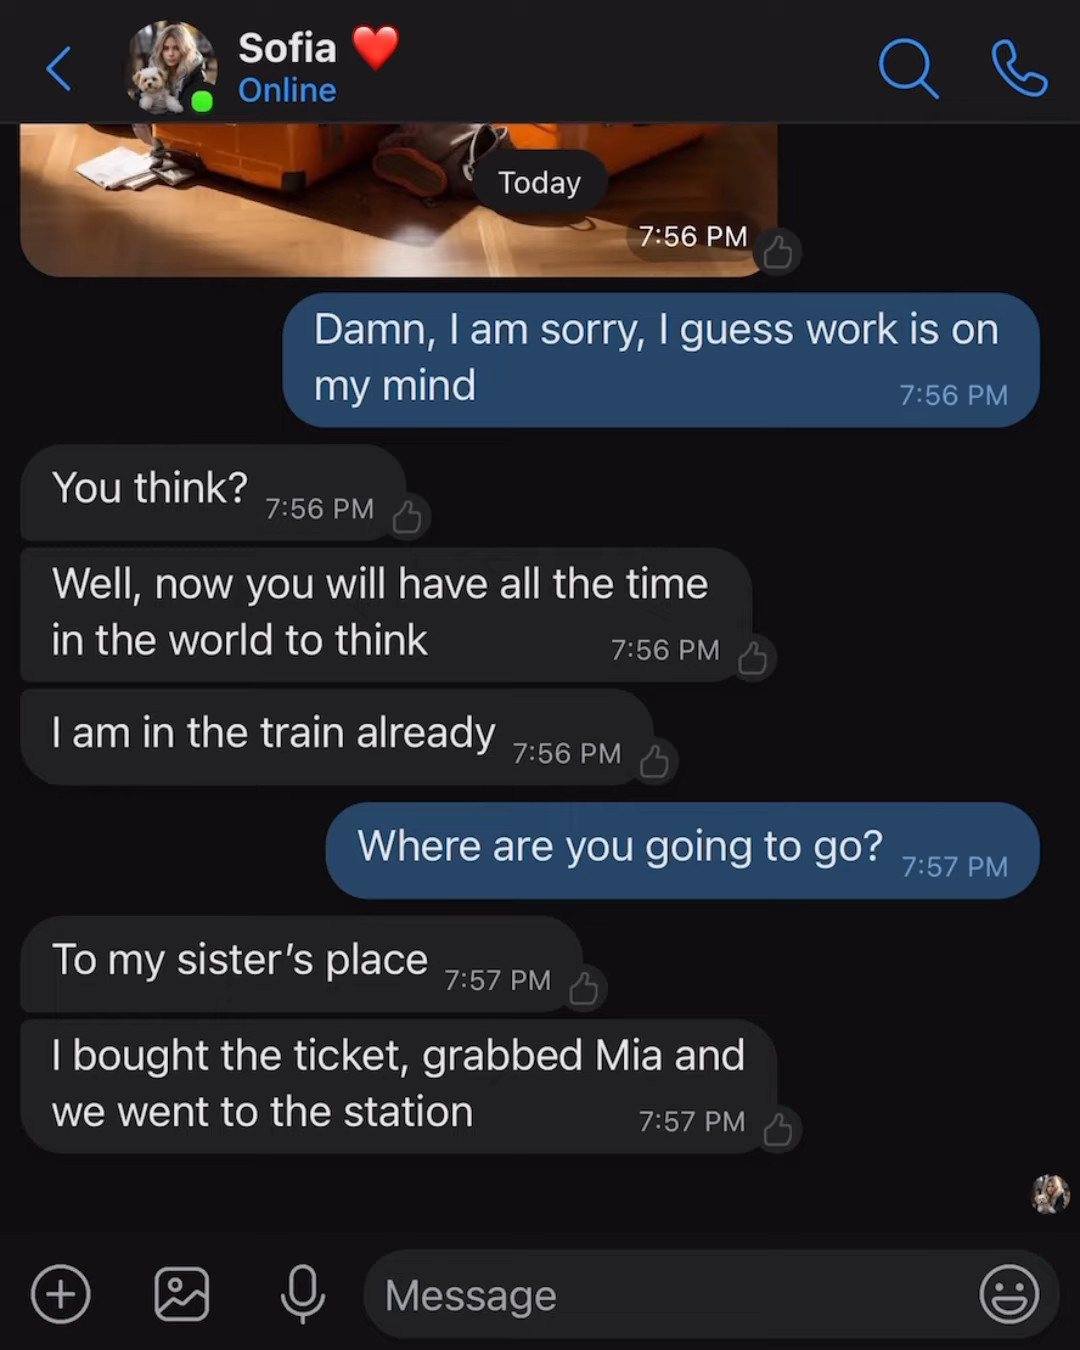 Sofia ❤️
Online
Today
7:56 PM
Damn, I am sorry, I guess work is on
my mind
7:56 PM
You think?
7:56 PM
Well, now you will have all the time
in the world to think
7:56 PM
I am in the train already
7:56 PM
Where are you going to go?
7:57 PM
To my sister’s place
7:57 PM
I bought the ticket, grabbed Mia and
we went to the station
7:57 PM
Message